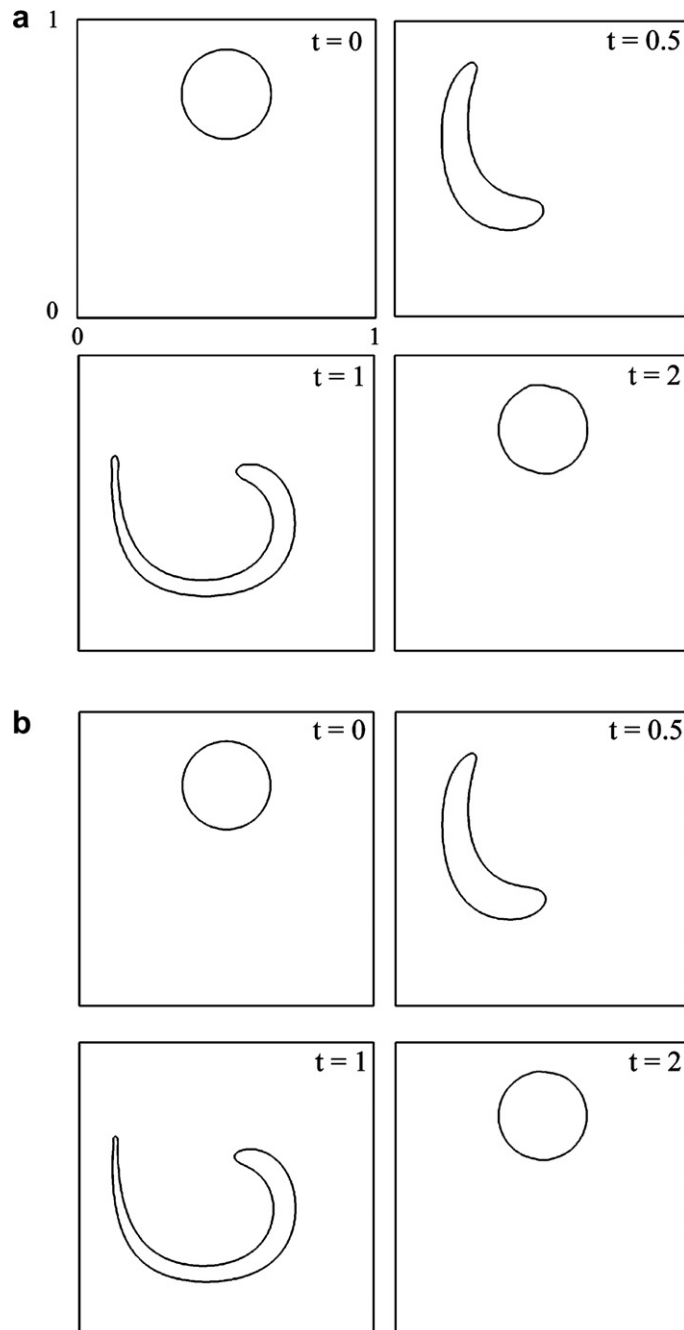 a
1
t = 0
t = 0.5
0
0
1
t = 1
t = 2
b
t = 0
t = 0.5
t = 1
t = 2